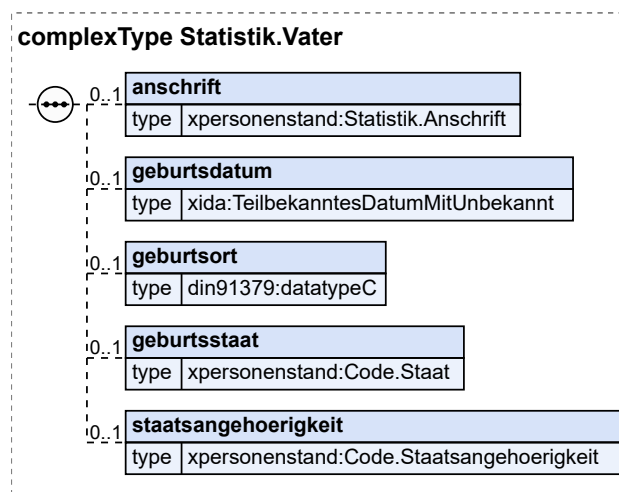 complexType Statistik.Vater
0..1 anschrift
type xpersonenstand:Statistik.Anschrift
0..1 geburtsdatum
type xida:TeilbekanntesDatumMitUnbekannt
0..1 geburtsort
type din91379:datatypeC
0..1 geburtsstaat
type xpersonenstand:Code.Staat
0..1 staatsangehoerigkeit
type xpersonenstand:Code.Staatsangehoerigkeit